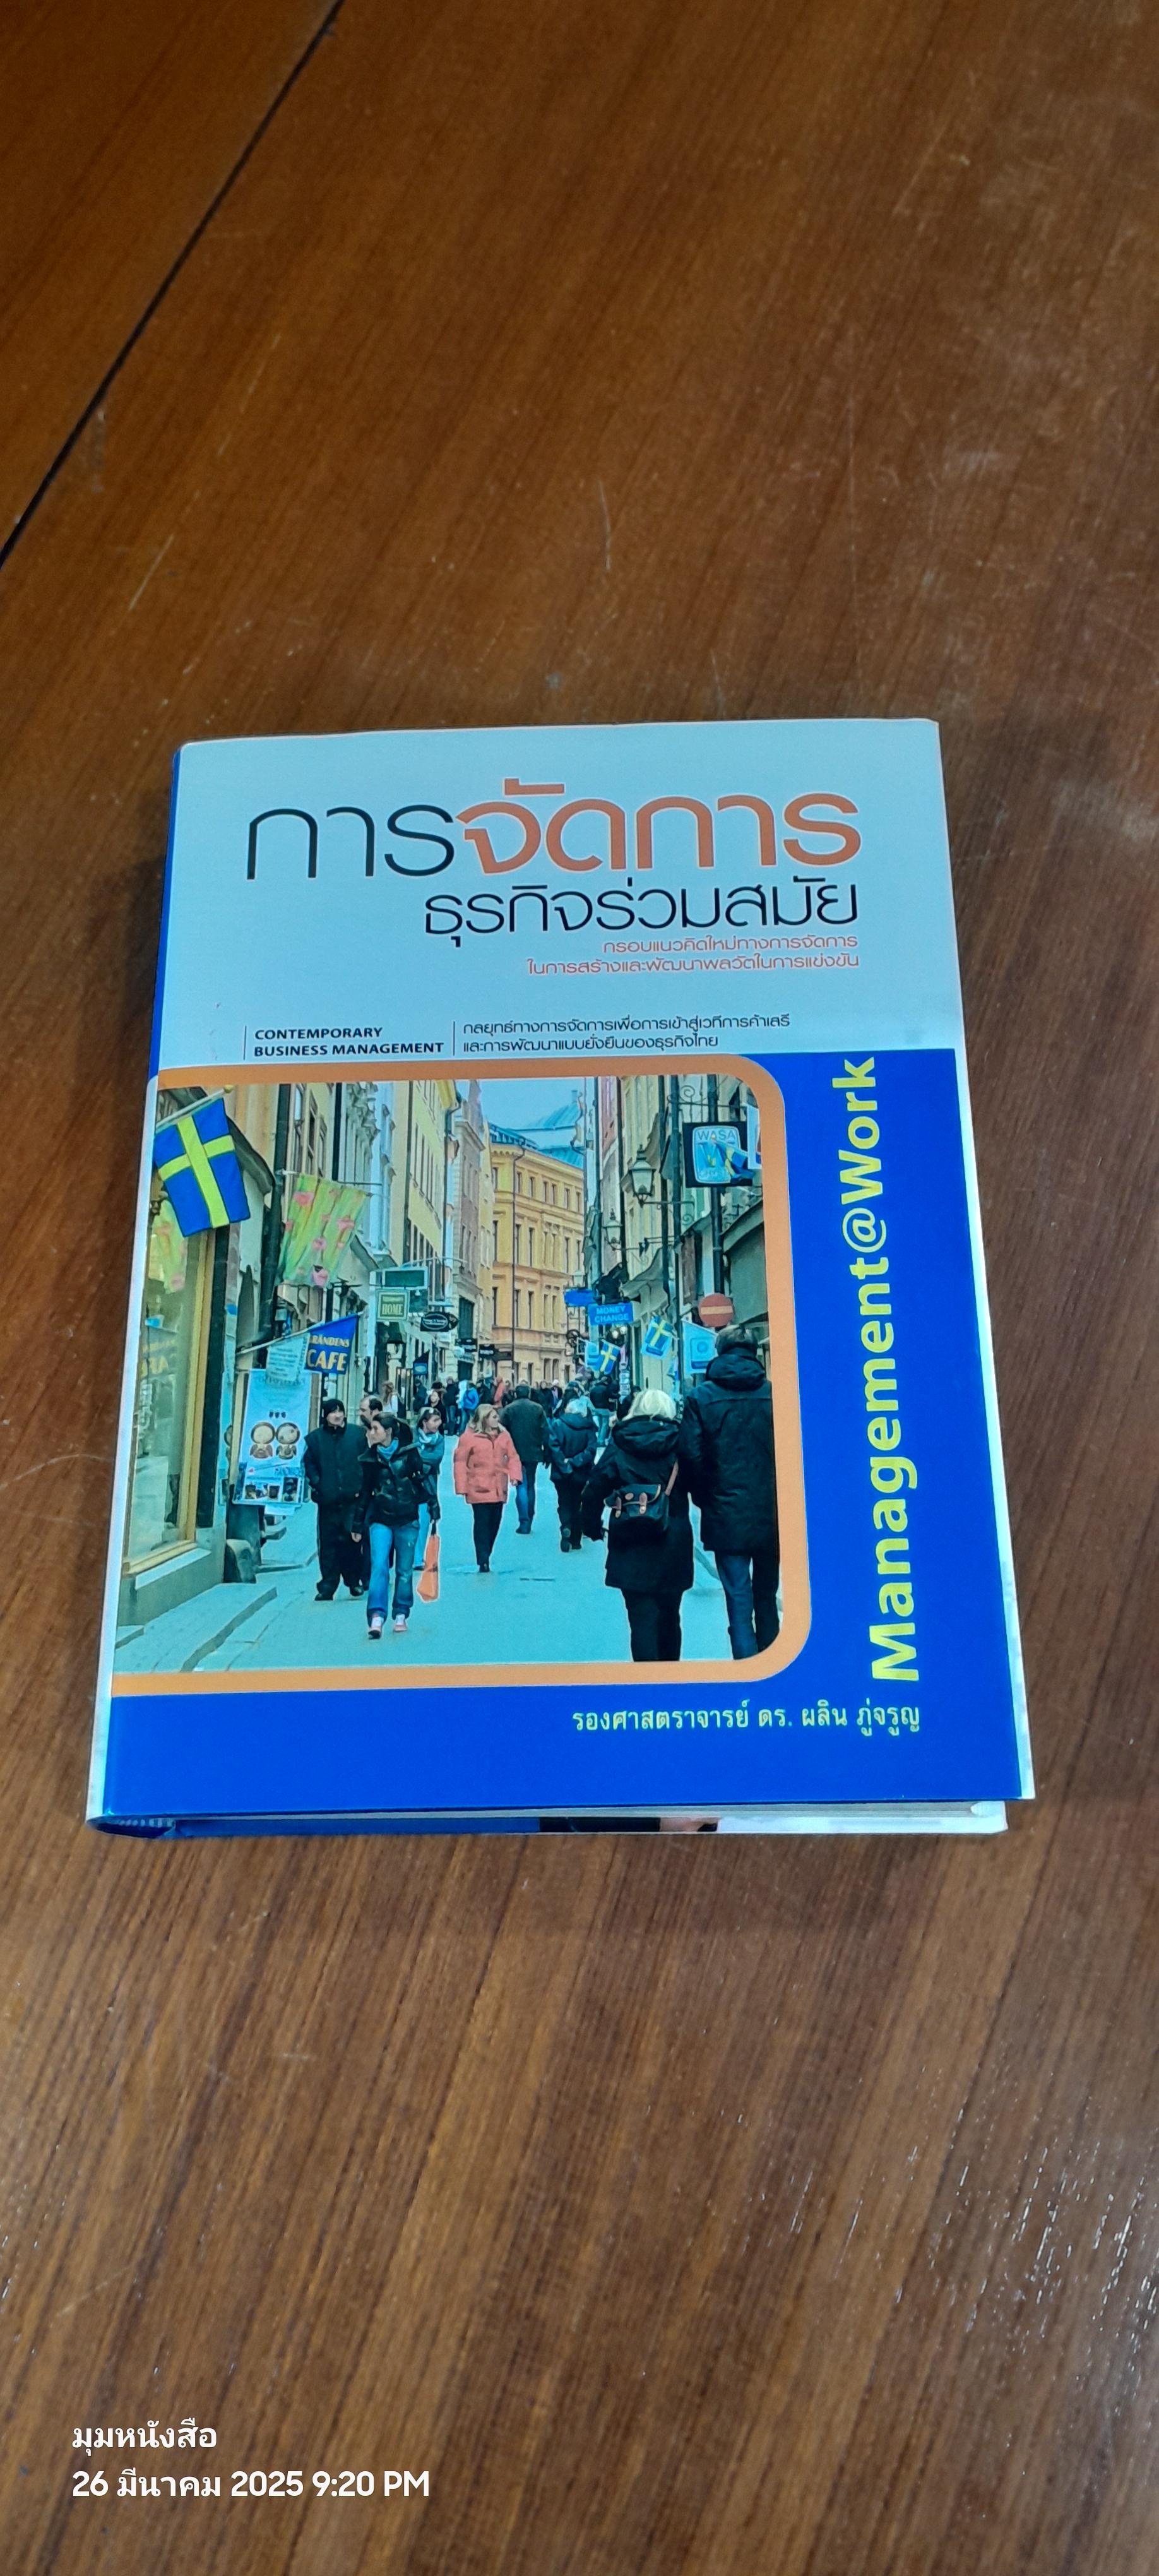 การจัดการ
ธุรกิจร่วมสมัย
กรอบแนวคิดใหม่ทางการจัดการ
ในการสร้างและพัฒนาพลวัตในการแข่งขัน
CONTEMPORARY
BUSINESS MANAGEMENT
กลยุทธ์ทางการจัดการเพื่อการเข้าสู่เวทีการค้าเสรี
และการพัฒนาแบบยั่งยืนของธุรกิจไทย
Management@Work
WASA
HOME
MONEY
CHANGE
CAFE
รองศาสตราจารย์ ดร. ผลิน ภู่จรูญ
มุมหนังสือ
26 มีนาคม 2025 9:20 PM